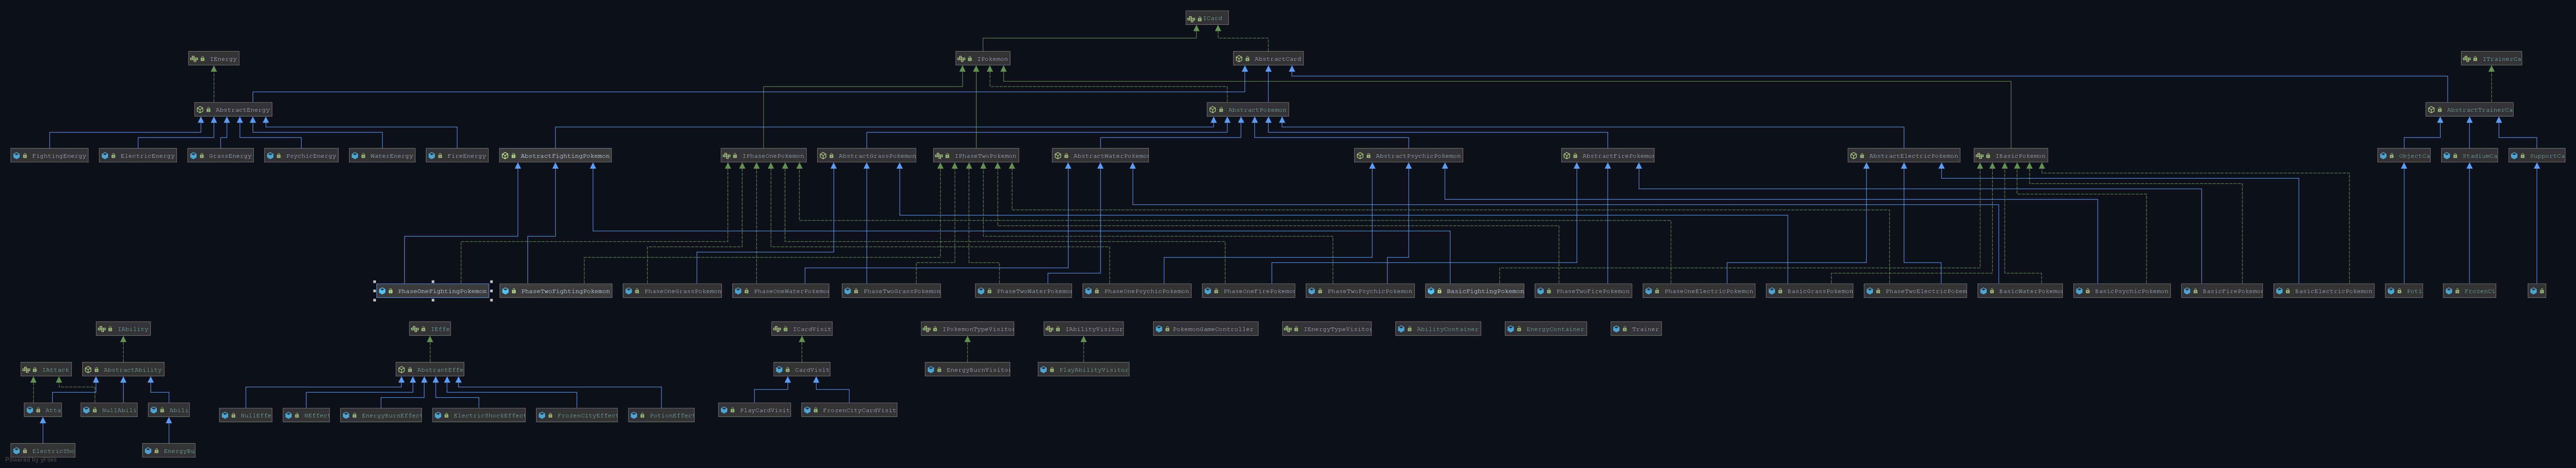 ICard
IEnergy
IPokemon
AbstractCard
ITrainerCa
AbstractEnergy
AbstractPokemon
AbstractTrainerCa
FightingEnergy
ElectricEnergy
GrassEnergy
PsychicEnergy
WaterEnergy
FireEnergy
AbstractFightingPokemon
IPhaseOnePokemon
AbstractGrassPokemon
IPhaseTwoPokemon
AbstractWaterPokemon
AbstractPsychicPokemon
AbstractFirePokemon
AbstractElectricPokemon
IBasicPokemon
ObjectCa
StadiumCa
SupportCa
PhaseOneFightingPokemon
PhaseTwoFightingPokemon
PhaseOneGrassPokemon
PhaseOneWaterPokemon
PhaseTwoGrassPokemon
PhaseTwoWaterPokemon
PhaseOnePsychicPokemon
PhaseOneFirePokemon
PhaseTwoPsychicPokemon
BasicFightingPokemon
PhaseTwoFirePokemon
PhaseOneElectricPokemon
BasicGrassPokemon
PhaseTwoElectricPokem
BasicWaterPokemon
BasicPsychicPokemon
BasicFirePokemon
BasicElectricPokemon
Poti
FrozenCi
IAbility
IEffe
ICardVisit
IPokemonTypeVisitor
IAbilityVisitor
PokemonGameController
IEnergyTypeVisitor
AbilityContainer
EnergyContainer
Trainer
IAttack
AbstractAbility
AbstractEffe
CardVisit
EnergyBurnVisitor
PlayAbilityVisitor
Atta
NullAbili
Abili
NullEffe
HEffect
EnergyBurnEffect
ElectricShockEffect
FrozenCityEffect
PotionEffect
PlayCardVisit
FrozenCityCardVisit
ElectricSho
EnergyBu
Powered by yFiles